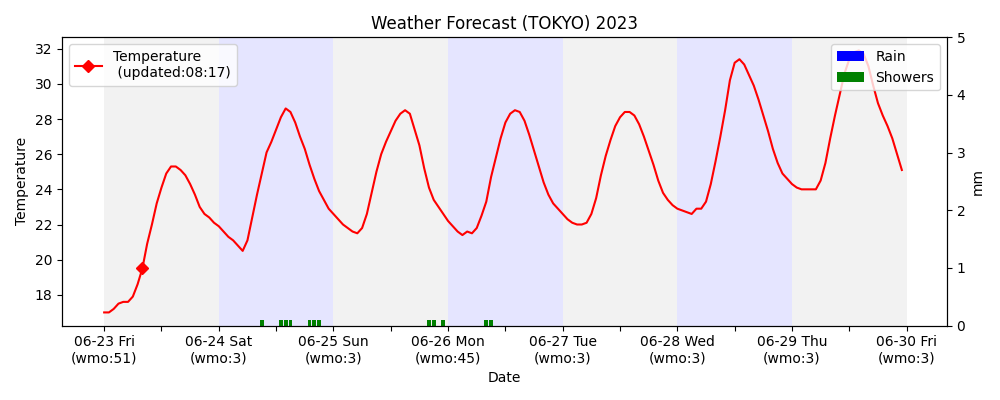 Weather Forecast (TOKYO) 2023
Temperature
(updated:08:17)
Rain
Showers
Temperature
32
30
28
26
24
22
20
18
5
4
3
2
1
0
mm
06-23 Fri
(wmo:51)
06-24 Sat
(wmo:3)
06-25 Sun
(wmo:3)
06-26 Mon
(wmo:45)
06-27 Tue
(wmo:3)
06-28 Wed
(wmo:3)
06-29 Thu
(wmo:3)
06-30 Fri
(wmo:3)
Date